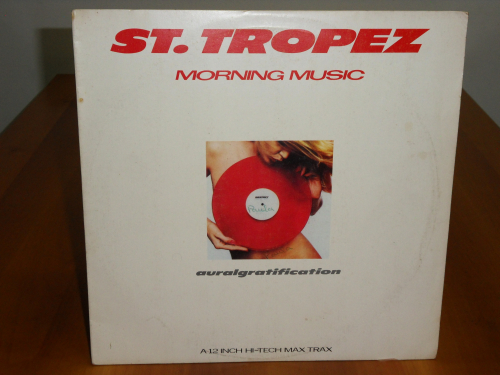 ST. TROPEZ
MORNING MUSIC
auralgratification
A-12 INCH HI-TECH MAX TRAX